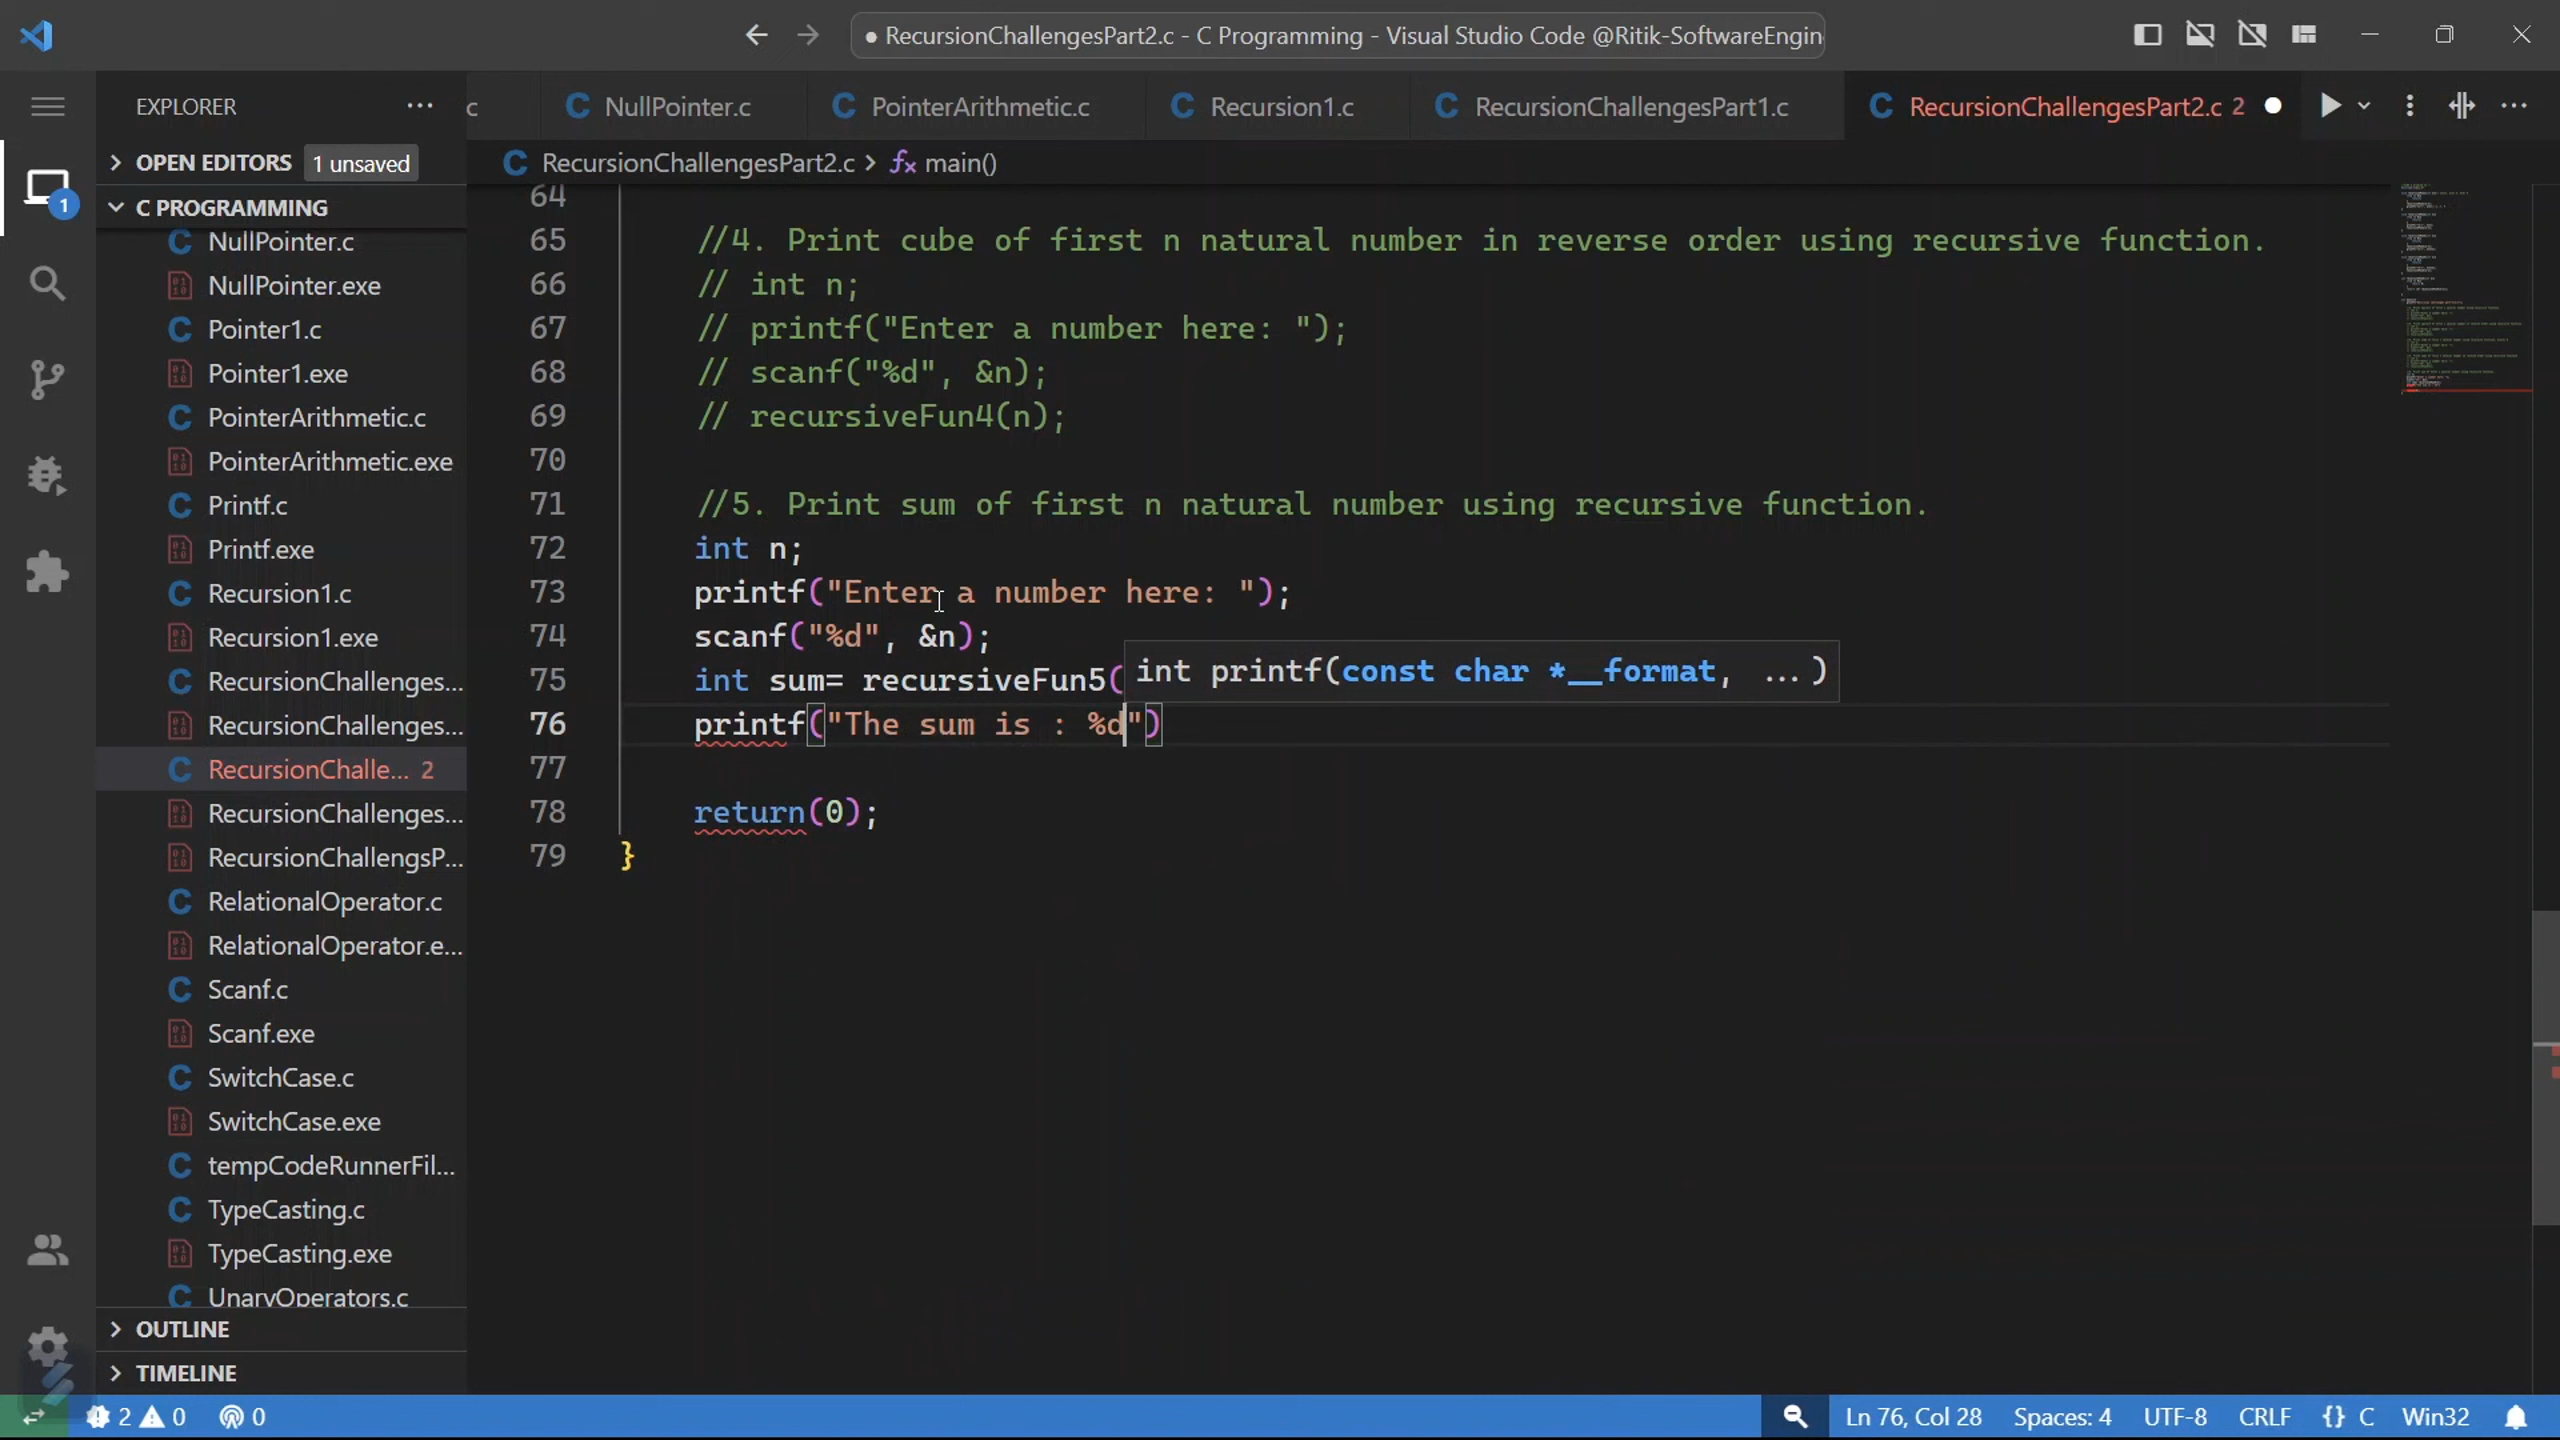 ● RecursionChallengesPart2.c - C Programming - Visual Studio Code @Ritik-SoftwareEngin
EXPLORER
c
NullPointer.c
PointerArithmetic.c
Recursion1.c
RecursionChallengesPart1.c
RecursionChallengesPart2.c 2
OPEN EDITORS 1 unsaved
RecursionChallengesPart2.c > main()
C PROGRAMMING
NullPointer.c
NullPointer.exe
Pointer1.c
Pointer1.exe
PointerArithmetic.c
PointerArithmetic.exe
Printf.c
Printf.exe
Recursion1.c
Recursion1.exe
RecursionChallenges...
RecursionChallenges...
RecursionChalle... 2
RecursionChallenges...
RecursionChallengsP...
RelationalOperator.c
RelationalOperator.e...
Scanf.c
Scanf.exe
SwitchCase.c
SwitchCase.exe
tempCodeRunnerFil...
TypeCasting.c
TypeCasting.exe
UnaryOperators.c
OUTLINE
TIMELINE
64
65 //4. Print cube of first n natural number in reverse order using recursive function.
66 // int n;
67 // printf("Enter a number here: ");
68 // scanf("%d", &n);
69 // recursiveFun4(n);
70
71 //5. Print sum of first n natural number using recursive function.
72 int n;
73 printf("Enter a number here: ");
74 scanf("%d", &n);
75 int sum= recursiveFun5(
int printf(const char *__format, ...)
76 printf("The sum is : %d")
77
78 return(0);
79 }
1
2 0 0
Ln 76, Col 28 Spaces: 4 UTF-8 CRLF {} C Win32